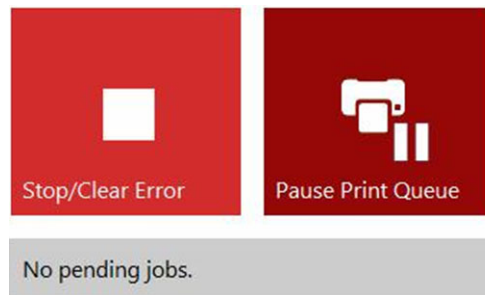 Stop/Clear Error
Pause Print Queue
No pending jobs.